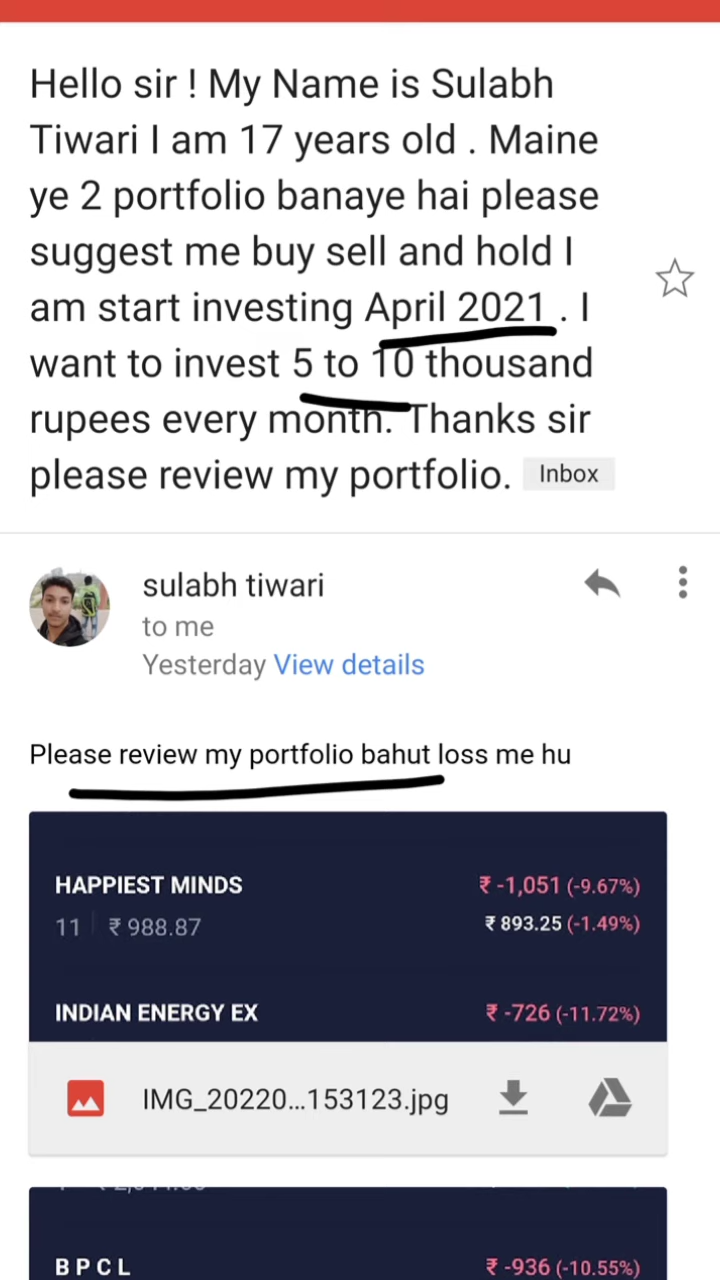 Hello sir ! My Name is Sulabh
Tiwari I am 17 years old . Maine
ye 2 portfolio banaye hai please
suggest me buy sell and hold I
am start investing April 2021 . I
want to invest 5 to 10 thousand
rupees every month. Thanks sir
please review my portfolio. Inbox
sulabh tiwari
to me
Yesterday View details
Please review my portfolio bahut loss me hu
HAPPIEST MINDS ₹ -1,051 (-9.67%)
11 ₹ 988.87 ₹ 893.25 (-1.49%)
INDIAN ENERGY EX ₹ -726 (-11.72%)
IMG_20220...153123.jpg
B P C L ₹ -936 (-10.55%)